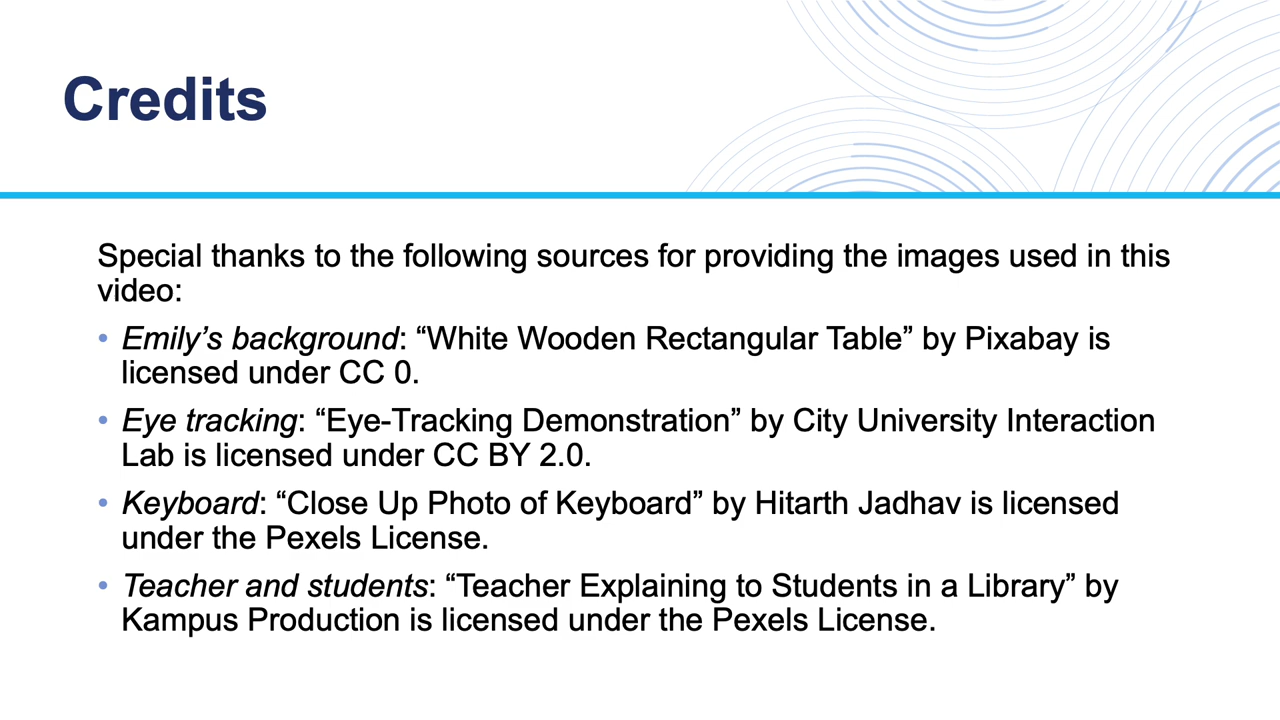 Credits
Special thanks to the following sources for providing the images used in this
video:
• Emily’s background: “White Wooden Rectangular Table” by Pixabay is
licensed under CC 0.
• Eye tracking: “Eye-Tracking Demonstration” by City University Interaction
Lab is licensed under CC BY 2.0.
• Keyboard: “Close Up Photo of Keyboard” by Hitarth Jadhav is licensed
under the Pexels License.
• Teacher and students: “Teacher Explaining to Students in a Library” by
Kampus Production is licensed under the Pexels License.